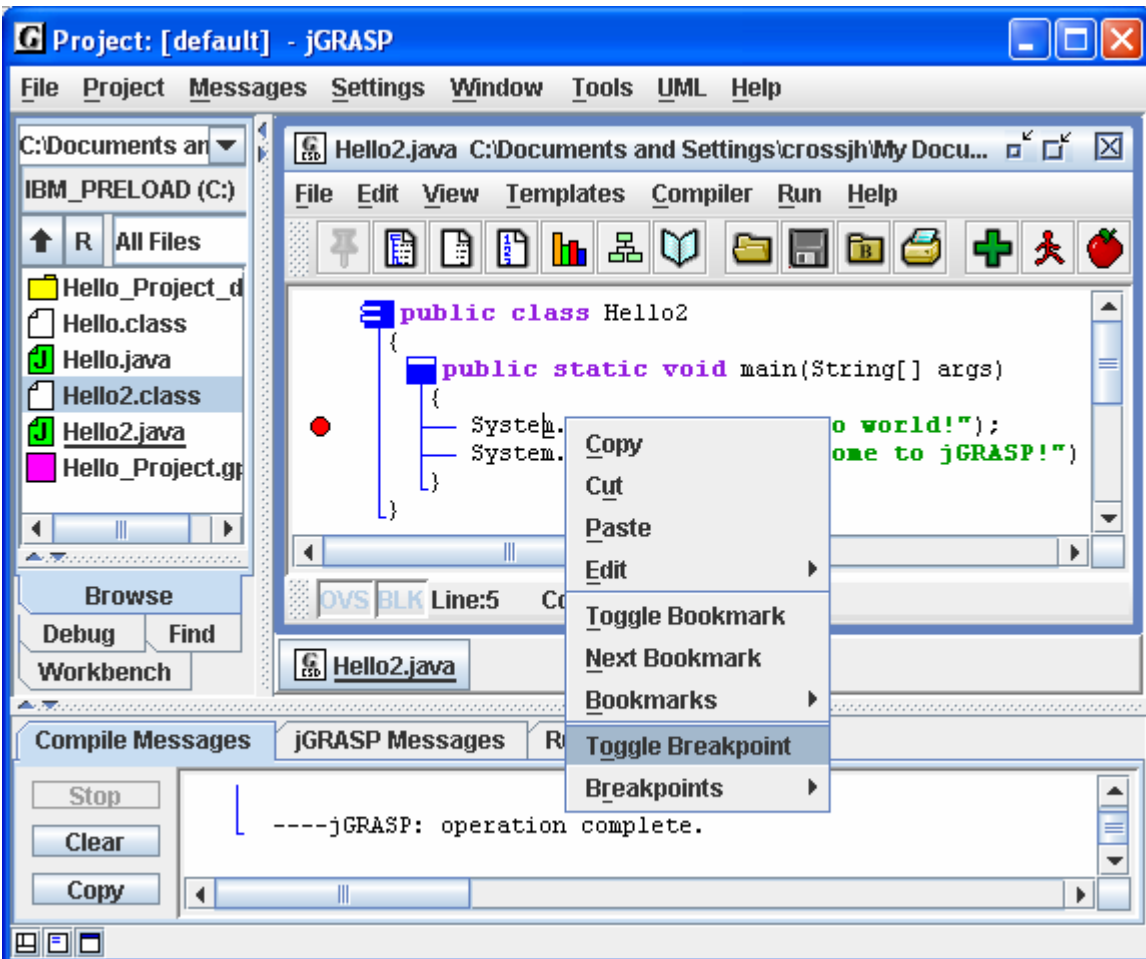 Project: [default] - jGRASP
File Project Messages Settings Window Tools UML Help
C:\Documents an
IBM_PRELOAD (C:)
R All Files
Hello_Project_d
Hello.class
Hello.java
Hello2.class
Hello2.java
Hello_Project.gp
Browse
Debug Find
Workbench
Hello2.java C:\Documents and Settings\crossjh\My Docu...
File Edit View Templates Compiler Run Help
public class Hello2
{
public static void main(String[] args)
{
System. o world!");
System. ome to jGRASP!")
}
}
OVS BLK Line:5 Co
Hello2.java
Copy
Cut
Paste
Edit
Toggle Bookmark
Next Bookmark
Bookmarks
Toggle Breakpoint
Breakpoints
Compile Messages jGRASP Messages Ru
Stop
Clear
Copy
----jGRASP: operation complete.